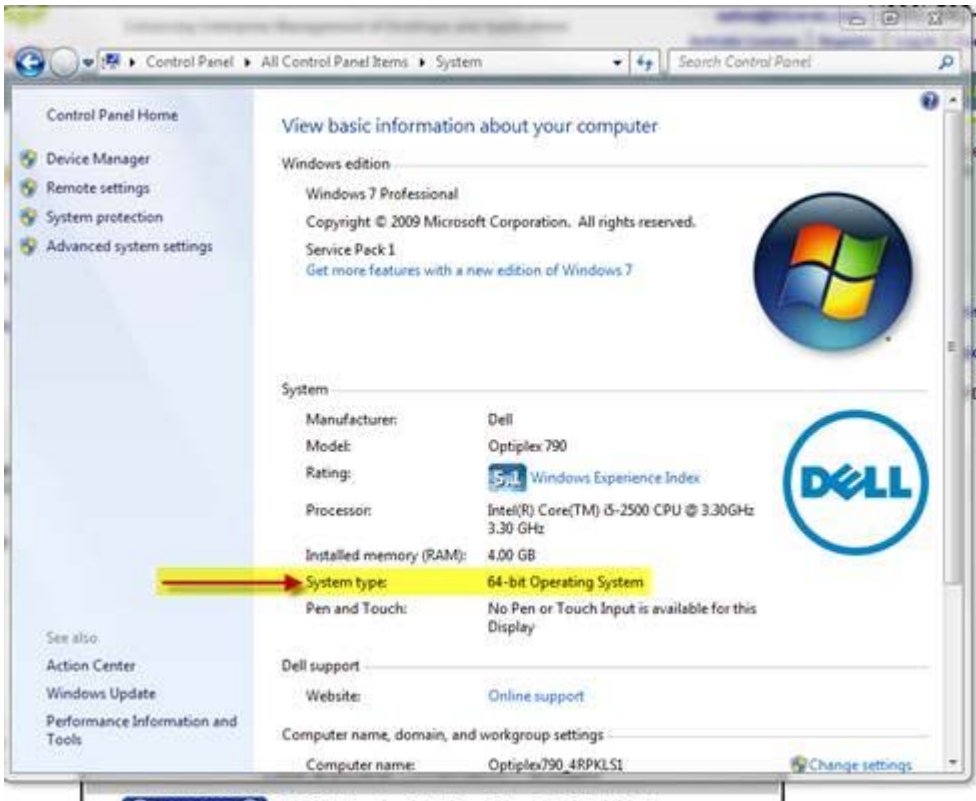 Control Panel ▸ All Control Panel Items ▸ System
Search Control Panel
Control Panel Home
Device Manager
Remote settings
System protection
Advanced system settings
See also
Action Center
Windows Update
Performance Information and
Tools
View basic information about your computer
Windows edition
Windows 7 Professional
Copyright © 2009 Microsoft Corporation. All rights reserved.
Service Pack 1
Get more features with a new edition of Windows 7
System
Manufacturer: Dell
Model: Optiplex 790
Rating: 5,1 Windows Experience Index
Processor: Intel(R) Core(TM) i5-2500 CPU @ 3.30GHz
3.30 GHz
Installed memory (RAM): 4.00 GB
System type: 64-bit Operating System
Pen and Touch: No Pen or Touch Input is available for this
Display
DELL
Dell support
Website: Online support
Computer name, domain, and workgroup settings
Computer name: Optiplex790_4RPKLS1
Change settings